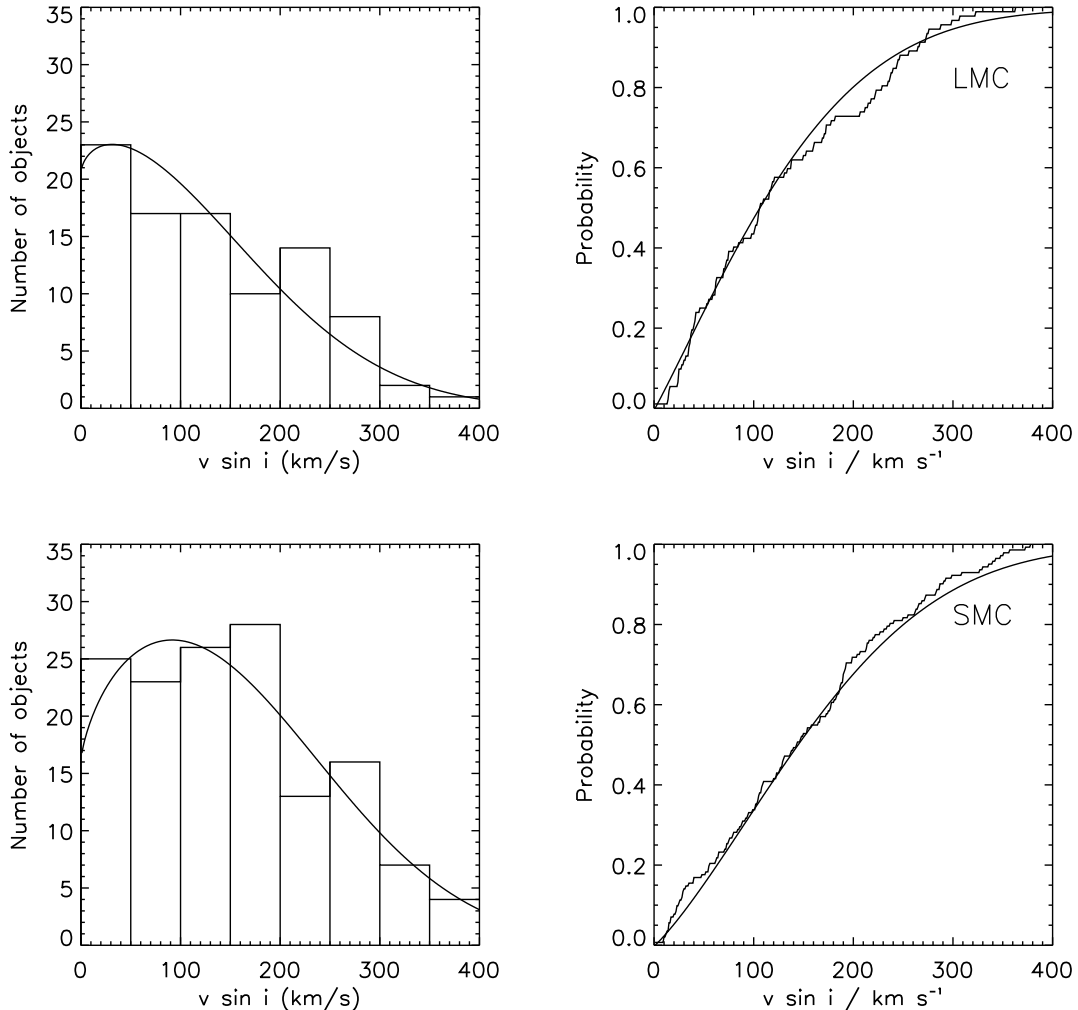 35
30
25
20
15
10
5
0
Number of objects
0 100 200 300 400
v sin i (km/s)
1.0
0.8
0.6
0.4
0.2
0.0
Probability
LMC
0 100 200 300 400
v sin i / km s⁻¹
35
30
25
20
15
10
5
0
Number of objects
0 100 200 300 400
v sin i (km/s)
1.0
0.8
0.6
0.4
0.2
0.0
Probability
SMC
0 100 200 300 400
v sin i / km s⁻¹